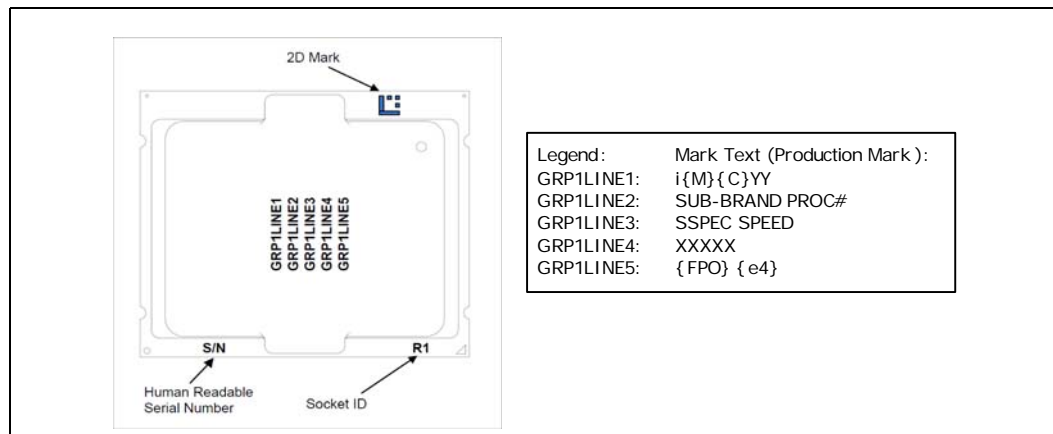 2D Mark
GRP1LINE1
GRP1LINE2
GRP1LINE3
GRP1LINE4
GRP1LINE5
S/N
R1
Human Readable
Serial Number
Socket ID
Legend: Mark Text (Production Mark):
GRP1LINE1: i{M}{C}YY
GRP1LINE2: SUB-BRAND PROC#
GRP1LINE3: SSPEC SPEED
GRP1LINE4: XXXXX
GRP1LINE5: {FPO} {e4}